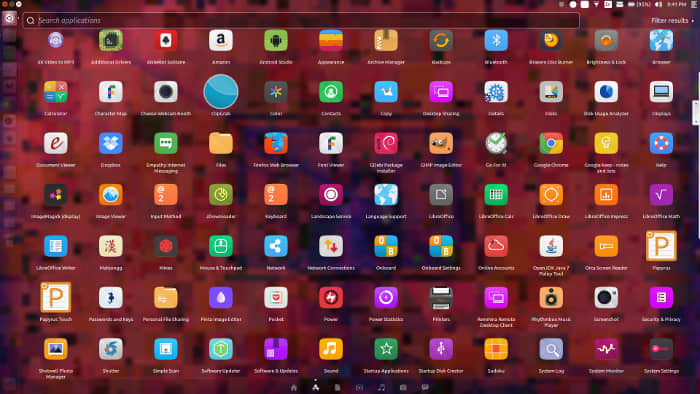 (91%) 9:41 PM
Search applications
Filter results
4K Video to MP3 Additional Drivers AisleRiot Solitaire Amazon Android Studio Appearance Archive Manager Backups Bluetooth Brasero Disc Burner Brightness & Lock Browser
Calculator Character Map Cheese Webcam Booth ClipGrab Color Contacts Copy Desktop Sharing Details Disks Disk Usage Analyzer Displays
Document Viewer Dropbox Empathy Internet Messaging Files Firefox Web Browser Font Viewer GDebi Package Installer GIMP Image Editor Go For It! Google Chrome Google Keep - notes and lists Help
ImageMagick (display) Image Viewer Input Method JDownloader Keyboard Landscape Service Language Support LibreOffice LibreOffice Calc LibreOffice Draw LibreOffice Impress LibreOffice Math
LibreOffice Writer Mahjongg Mines Mouse & Touchpad Network Network Connections Onboard Onboard Settings Online Accounts OpenJDK Java 7 Policy Tool Orca Screen Reader Papyrus
Papyrus Touch Passwords and Keys Personal File Sharing Pinta Image Editor Pocket Power Power Statistics Printers Remmina Remote Desktop Client Rhythmbox Music Player Screenshot Security & Privacy
Shotwell Photo Manager Shutter Simple Scan Software Updater Software & Updates Sound Startup Applications Startup Disk Creator Sudoku System Log System Monitor System Settings